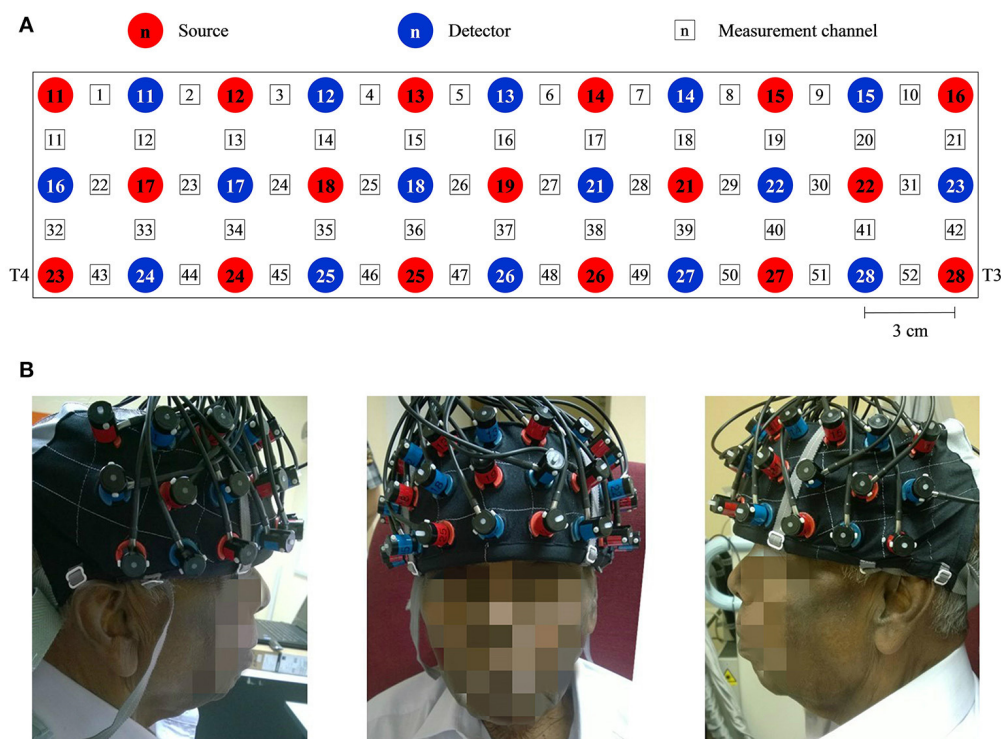 A
n Source n Detector n Measurement channel
11 1 11 2 12 3 12 4 13 5 13 6 14 7 14 8 15 9 15 10 16
11 12 13 14 15 16 17 18 19 20 21
16 22 17 23 17 24 18 25 18 26 19 27 21 28 21 29 22 30 22 31 23
32 33 34 35 36 37 38 39 40 41 42
T4 23 43 24 44 24 45 25 46 25 47 26 48 26 49 27 50 27 51 28 52 28 T3
3 cm
B